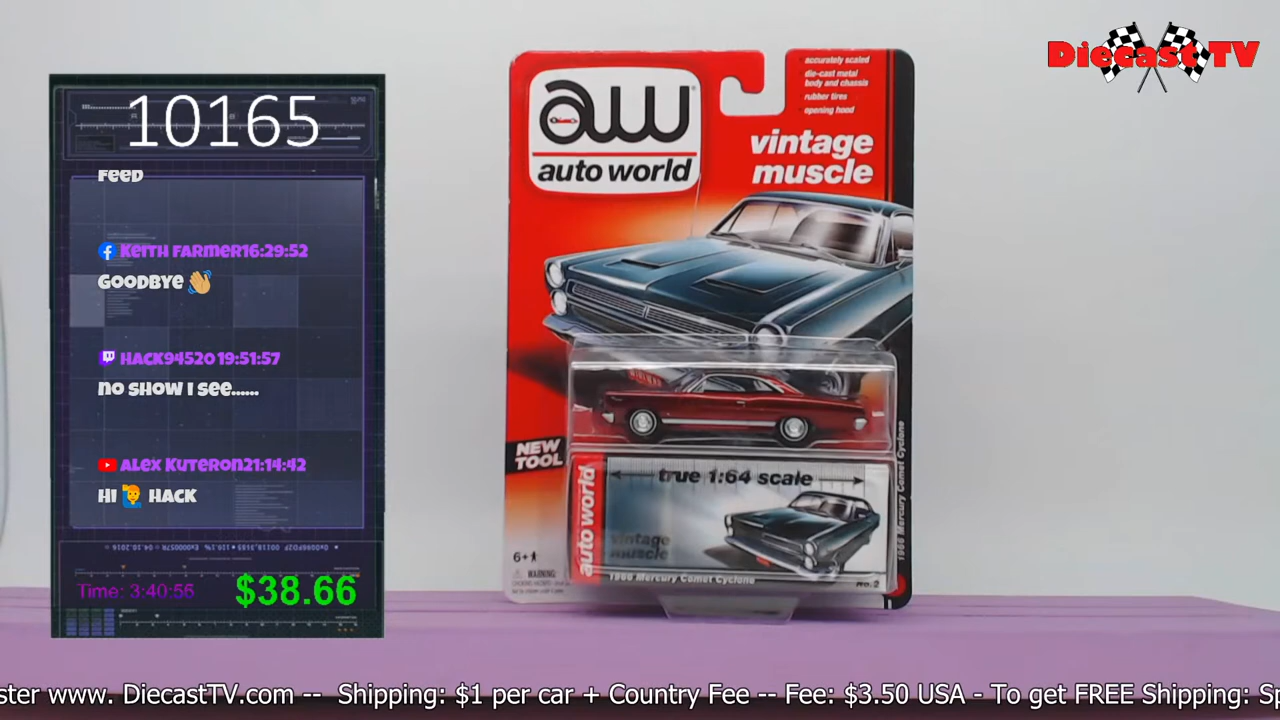 10165
FEED
Keith Farmer16:29:52
GOODBYE 👋
HACK94520 19:51:57
NO SHOW I SEE......
Alex Kuteron21:14:42
HI 🙋‍♂️ HACK
Time: 3:40:56
$38.66
aw
auto world
accurately scaled
die-cast metal
body and chassis
rubber tires
opening hood
vintage
muscle
NEW
TOOL
true 1:64 scale
auto world
vintage
muscle
1966 Mercury Comet Cyclone
No.2
1966 Mercury Comet Cyclone
6+
WARNING:
Diecast TV
ster www. DiecastTV.com -- Shipping: $1 per car + Country Fee -- Fee: $3.50 USA - To get FREE Shipping: Sp